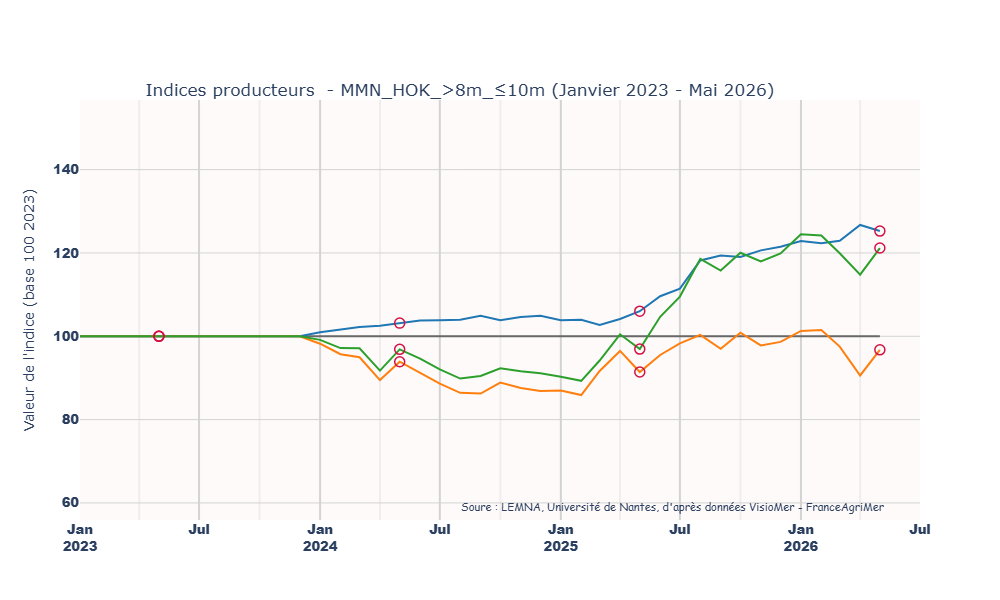 Indices producteurs  - MMN_HOK_>8m_≤10m (Janvier 2023 - Mai 2026)
Valeur de l'indice (base 100 2023)
140
120
100
80
60
Soure : LEMNA, Université de Nantes, d'après données VisioMer - FranceAgriMer
Jan Jul Jan Jul Jan Jul Jan Jul
2023 2024 2025 2026